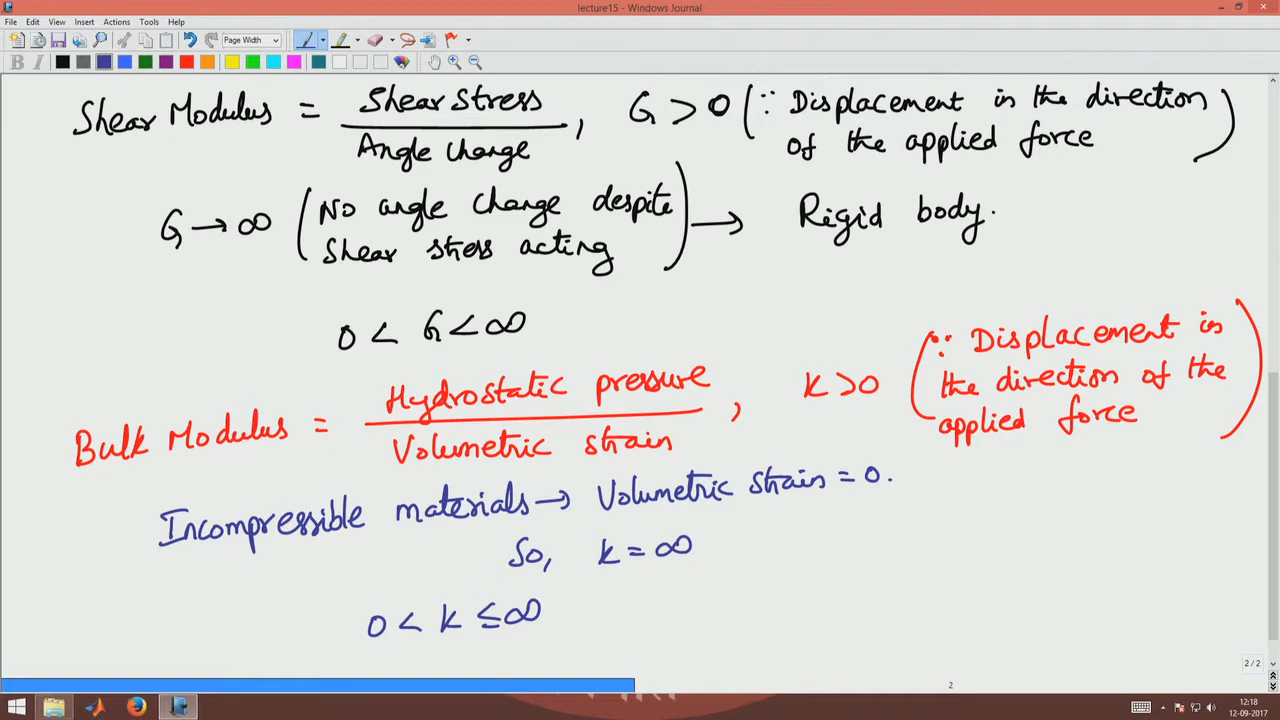 lecture15 - Windows Journal
File Edit View Insert Actions Tools Help
Page Width
B I
Shear Modulus = Shear Stress / Angle Change , G > 0 (∵ Displacement in the direction
of the applied force)
G → ∞ (No angle change despite
Shear stress acting) → Rigid body.
0 < G < ∞
Bulk Modulus = Hydrostatic pressure / Volumetric strain , K > 0 (∵ Displacement in
the direction of the
applied force)
Incompressible materials → Volumetric strain = 0.
So, K = ∞
0 < K ≤ ∞
2/2
2
12:18
12-09-2017